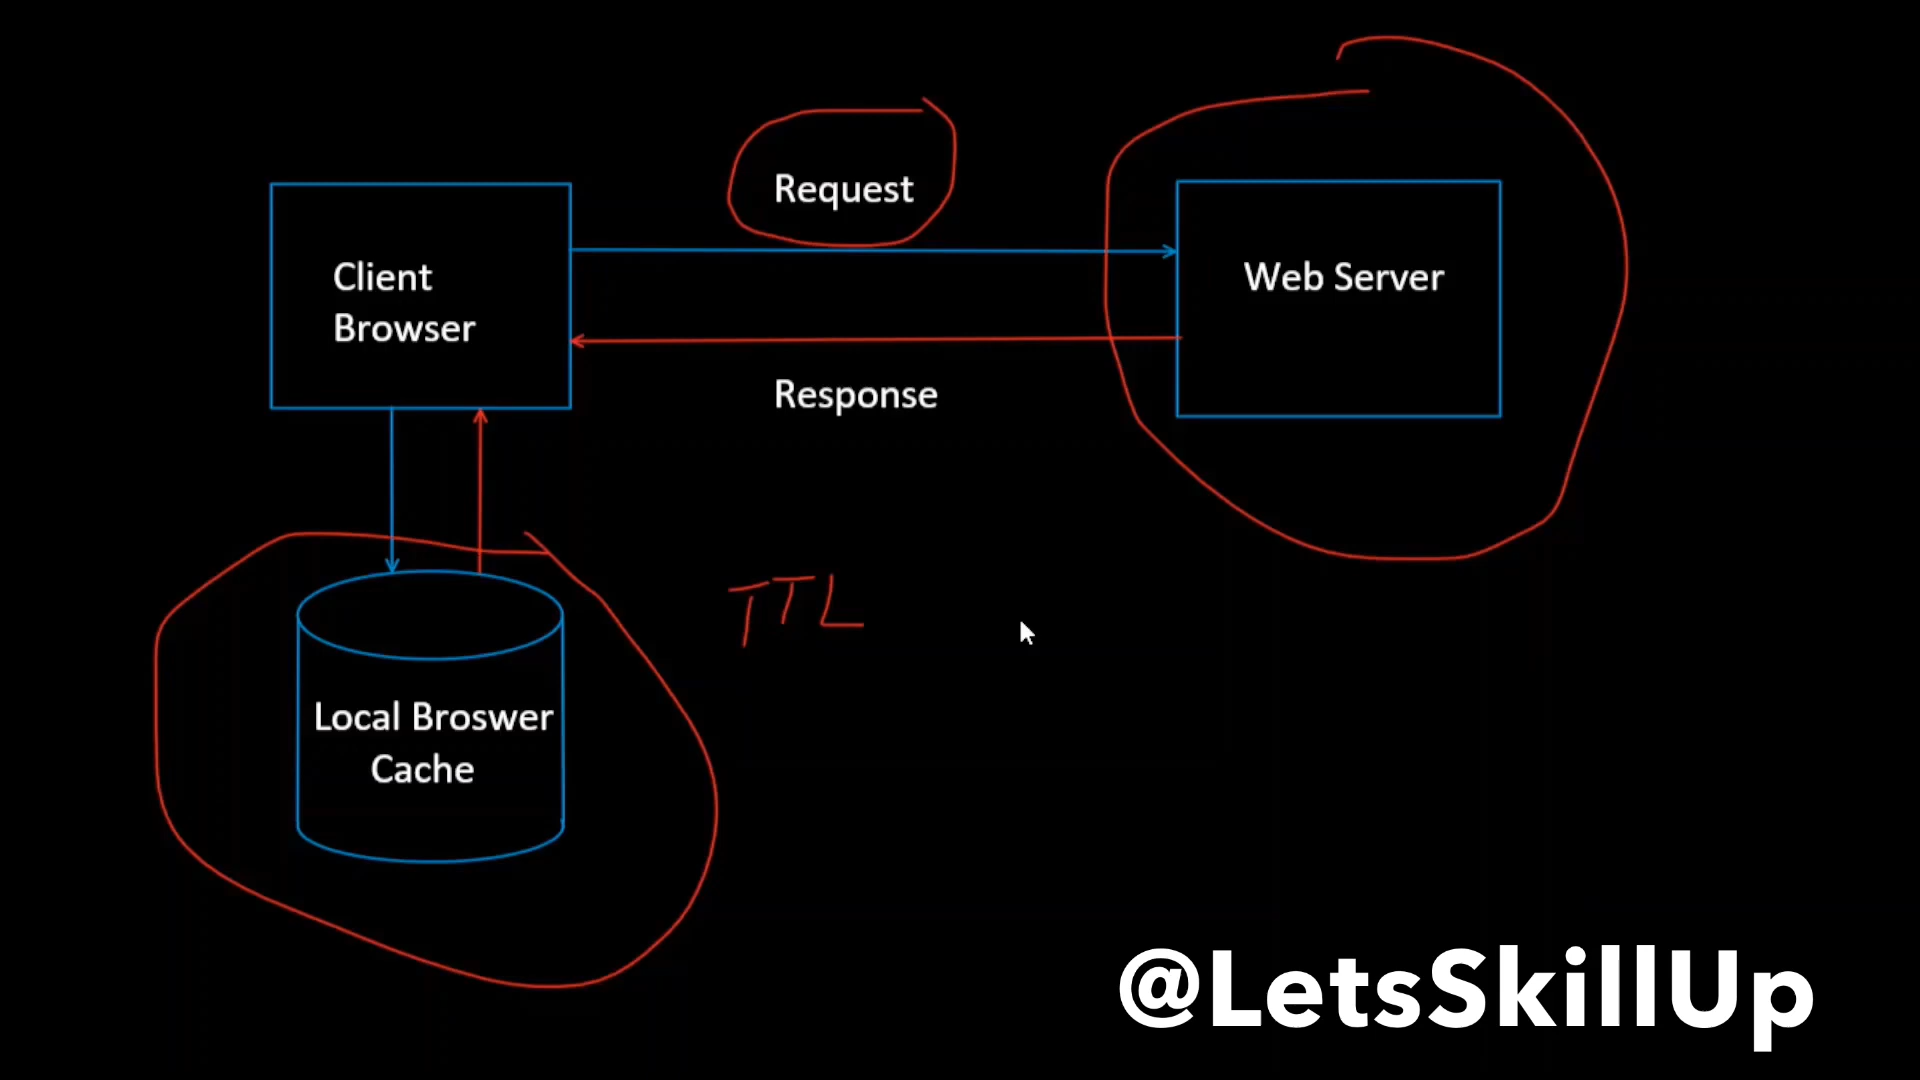 Request
Client
Browser
Web Server
Response
TTL
Local Broswer
Cache
@LetsSkillUp